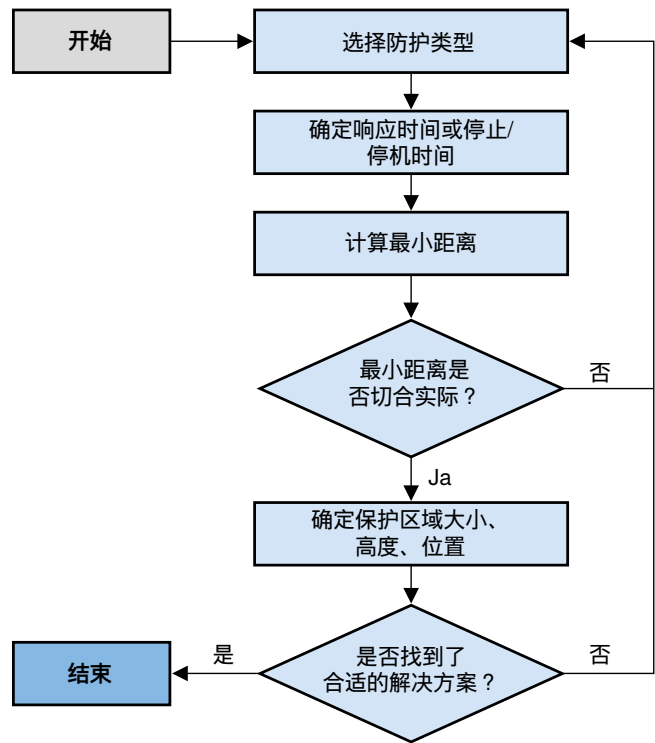 开始
选择防护类型
确定响应时间或停止/
停机时间
计算最小距离
最小距离是
否切合实际？
否
Ja
确定保护区域大小、
高度、位置
是否找到了
合适的解决方案？
是
否
结束